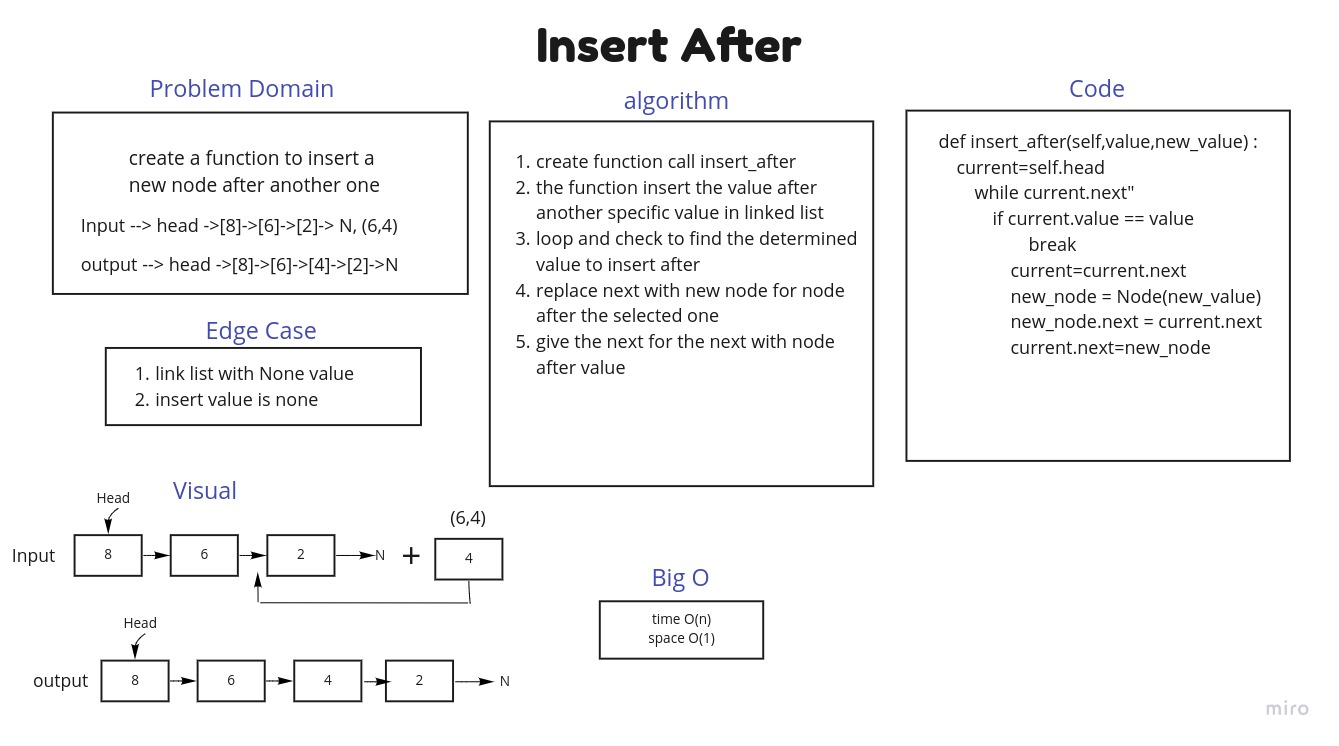 Insert After
Problem Domain
create a function to insert a
new node after another one
Input --> head ->[8]->[6]->[2]-> N, (6,4)
output --> head ->[8]->[6]->[4]->[2]->N
Edge Case
1. link list with None value
2. insert value is none
algorithm
1. create function call insert_after
2. the function insert the value after
another specific value in linked list
3. loop and check to find the determined
value to insert after
4. replace next with new node for node
after the selected one
5. give the next for the next with node
after value
Code
def insert_after(self,value,new_value) :
current=self.head
while current.next"
if current.value == value
break
current=current.next
new_node = Node(new_value)
new_node.next = current.next
current.next=new_node
Visual
Head
(6,4)
Input 8 6 2 N + 4
Head
output 8 6 4 2 N
Big O
time O(n)
space O(1)
miro